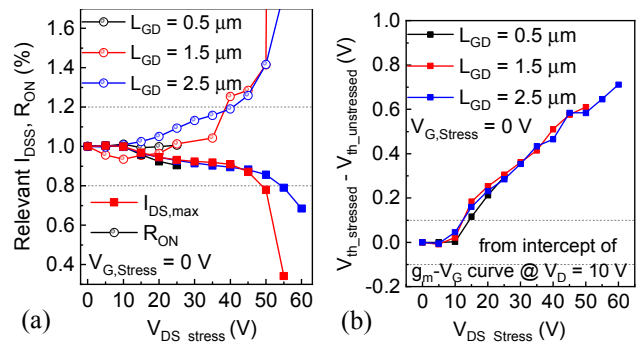 Relevant I_DSS, R_ON (%)
1.6
1.4
1.2
1.0
0.8
0.6
0.4
L_GD = 0.5 μm
L_GD = 1.5 μm
L_GD = 2.5 μm
I_DS,max
R_ON
V_G,Stress = 0 V
0 10 20 30 40 50 60
(a)
V_DS_stress (V)
V_th_stressed - V_th_unstressed (V)
1.0
0.8
0.6
0.4
0.2
0.0
-0.2
L_GD = 0.5 μm
L_GD = 1.5 μm
L_GD = 2.5 μm
V_G,Stress = 0 V
from intercept of
g_m-V_G curve @ V_D = 10 V
0 10 20 30 40 50 60
(b)
V_DS_Stress (V)